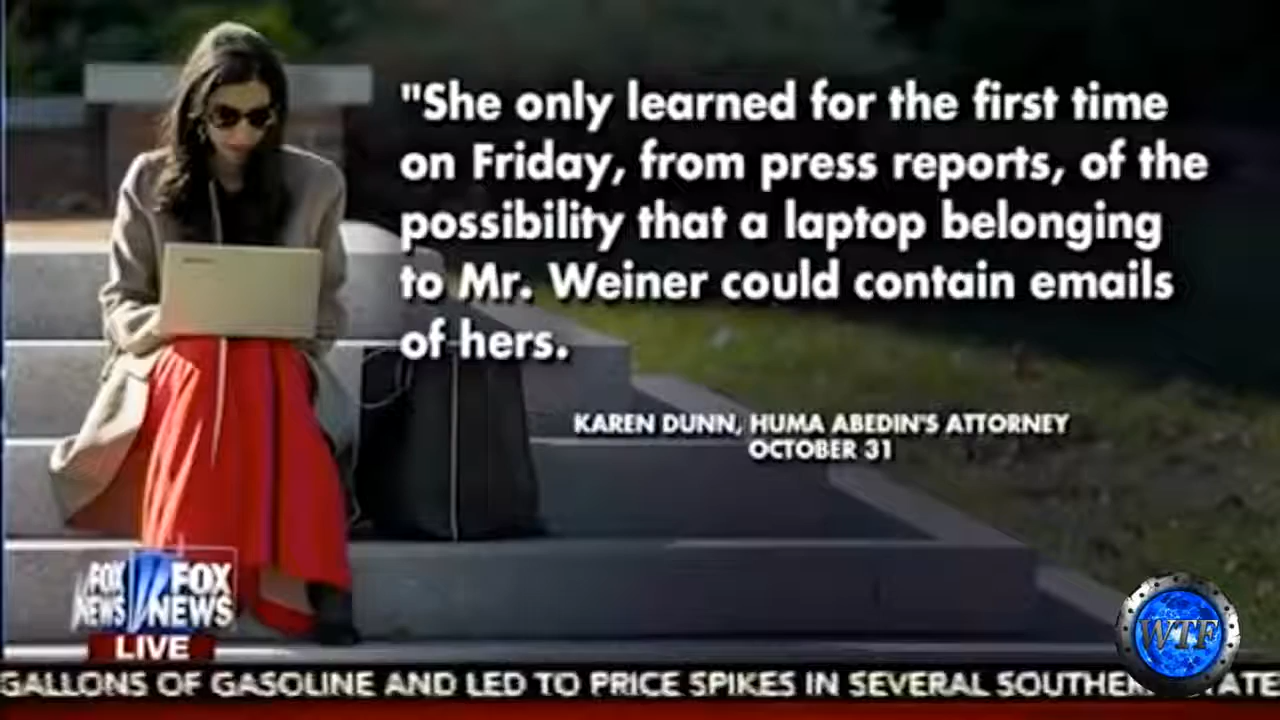 "She only learned for the first time
on Friday, from press reports, of the
possibility that a laptop belonging
to Mr. Weiner could contain emails
of hers.
KAREN DUNN, HUMA ABEDIN'S ATTORNEY
OCTOBER 31
FOX NEWS
FOX NEWS
LIVE
WTF
GALLONS OF GASOLINE AND LED TO PRICE SPIKES IN SEVERAL SOUTHER TATE